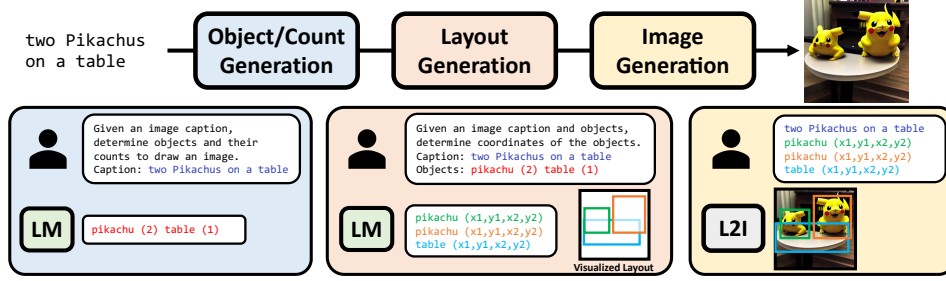 two Pikachus
on a table
Object/Count
Generation
Layout
Generation
Image
Generation
Given an image caption,
determine objects and their
counts to draw an image.
Caption: two Pikachus on a table
LM
pikachu (2) table (1)
Given an image caption and objects,
determine coordinates of the objects.
Caption: two Pikachus on a table
Objects: pikachu (2) table (1)
LM
pikachu (x1,y1,x2,y2)
pikachu (x1,y1,x2,y2)
table (x1,y1,x2,y2)
Visualized Layout
two Pikachus on a table
pikachu (x1,y1,x2,y2)
pikachu (x1,y1,x2,y2)
table (x1,y1,x2,y2)
L2I